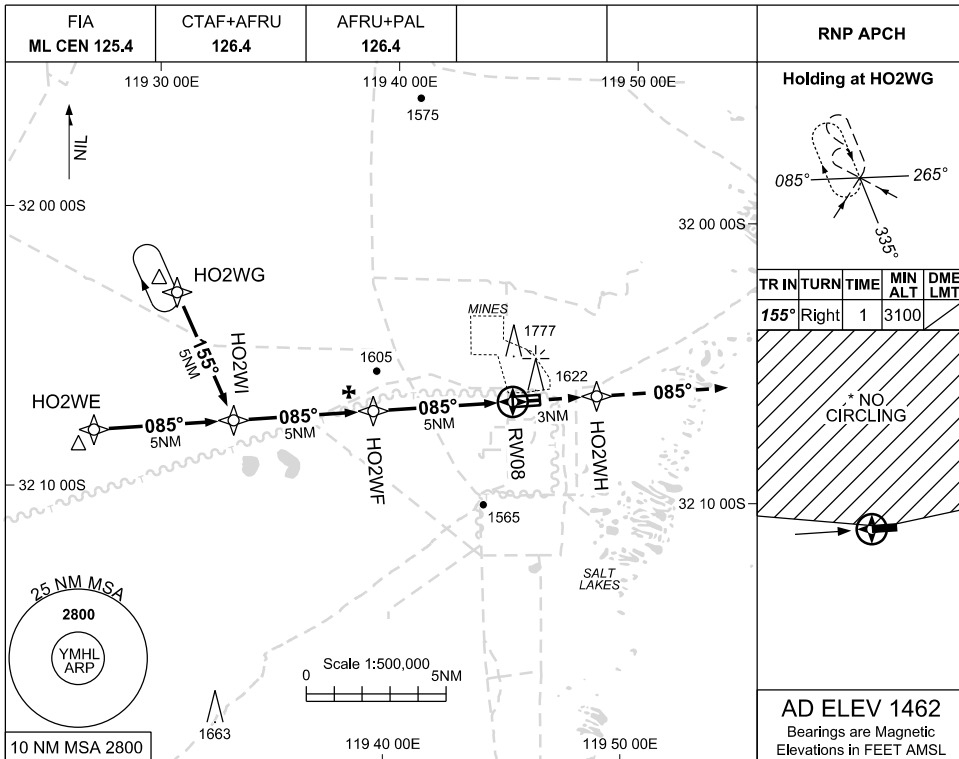 FIA
ML CEN 125.4
CTAF+AFRU
126.4
AFRU+PAL
126.4
RNP APCH
119 30 00E
119 40 00E
119 50 00E
1575
NIL
32 00 00S
32 00 00S
HO2WG
155°
5NM
HO2WI
MINES
1777
1605
1622
HO2WE
085°
5NM
085°
5NM
085°
5NM
3NM
085°
HO2WF
RW08
HO2WH
32 10 00S
32 10 00S
1565
SALT
LAKES
25 NM MSA
2800
YMHL
ARP
Scale 1:500,000
0
5NM
1663
10 NM MSA 2800
119 40 00E
119 50 00E
Holding at HO2WG
085°
265°
335°
TR IN TURN TIME MIN ALT DME LMT
155° Right 1 3100
* NO
CIRCLING
AD ELEV 1462
Bearings are Magnetic
Elevations in FEET AMSL